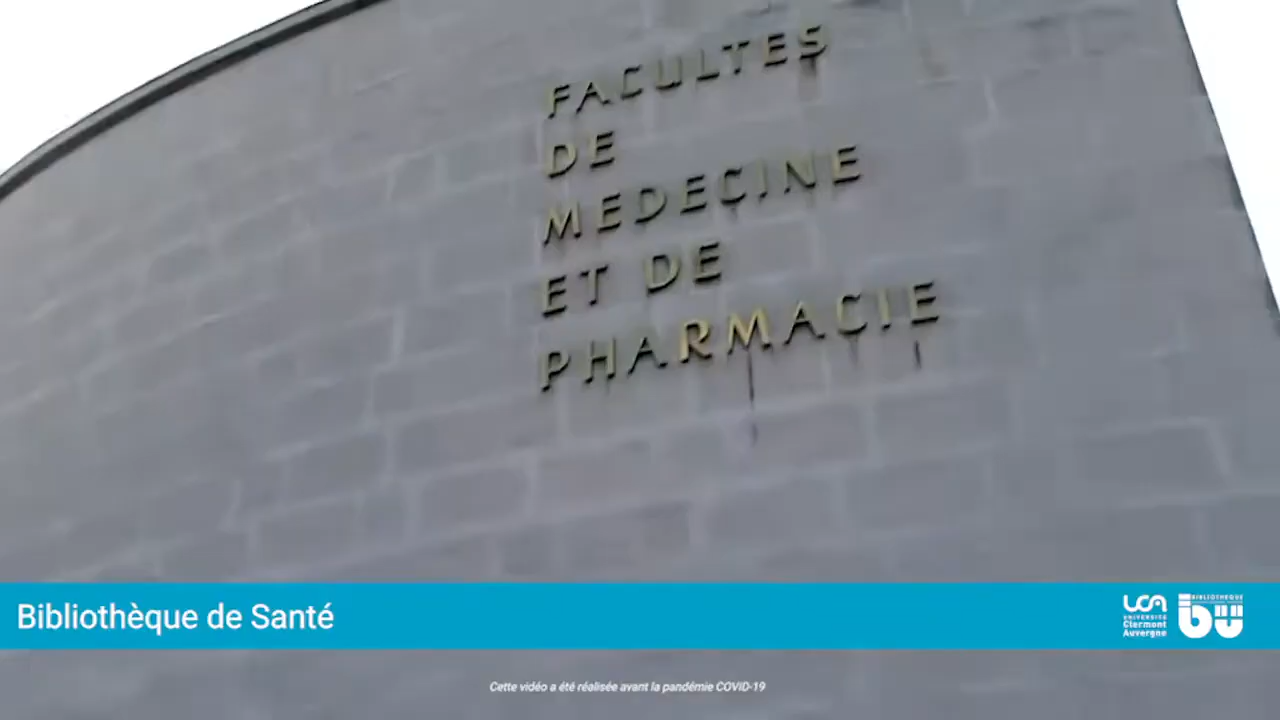 FACULTES
DE
MEDECINE
ET DE
PHARMACIE
Bibliothèque de Santé
UCA
UNIVERSITÉ
Clermont
Auvergne
BIBLIOTHÈQUE
bu
Cette vidéo a été réalisée avant la pandémie COVID-19